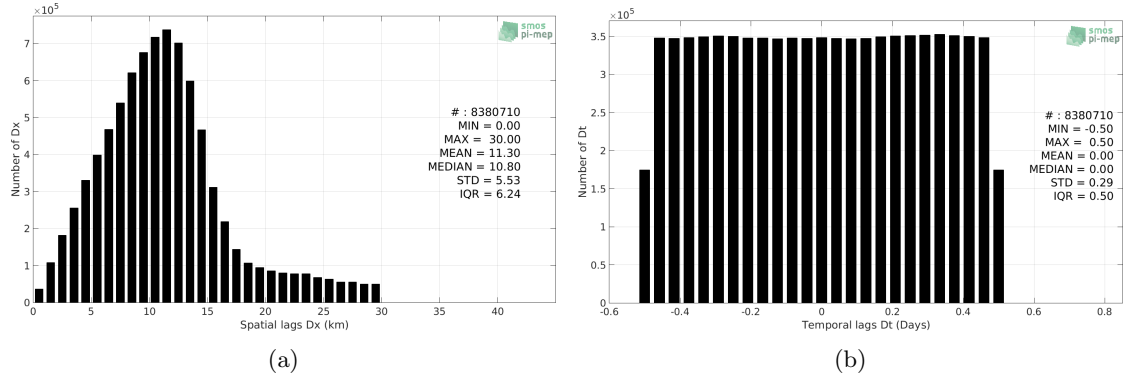 ×10⁵
smos
pi-mep
7
6
5
4
3
2
1
0
Number of Dx
# : 8380710
MIN = 0.00
MAX = 30.00
MEAN = 11.30
MEDIAN = 10.80
STD = 5.53
IQR = 6.24
0 5 10 15 20 25 30 35 40
Spatial lags Dx (km)
(a)
×10⁵
smos
pi-mep
3.5
3
2.5
2
1.5
1
0.5
0
Number of Dt
# : 8380710
MIN = -0.50
MAX = 0.50
MEAN = 0.00
MEDIAN = 0.00
STD = 0.29
IQR = 0.50
-0.6 -0.4 -0.2 0 0.2 0.4 0.6 0.8
Temporal lags Dt (Days)
(b)